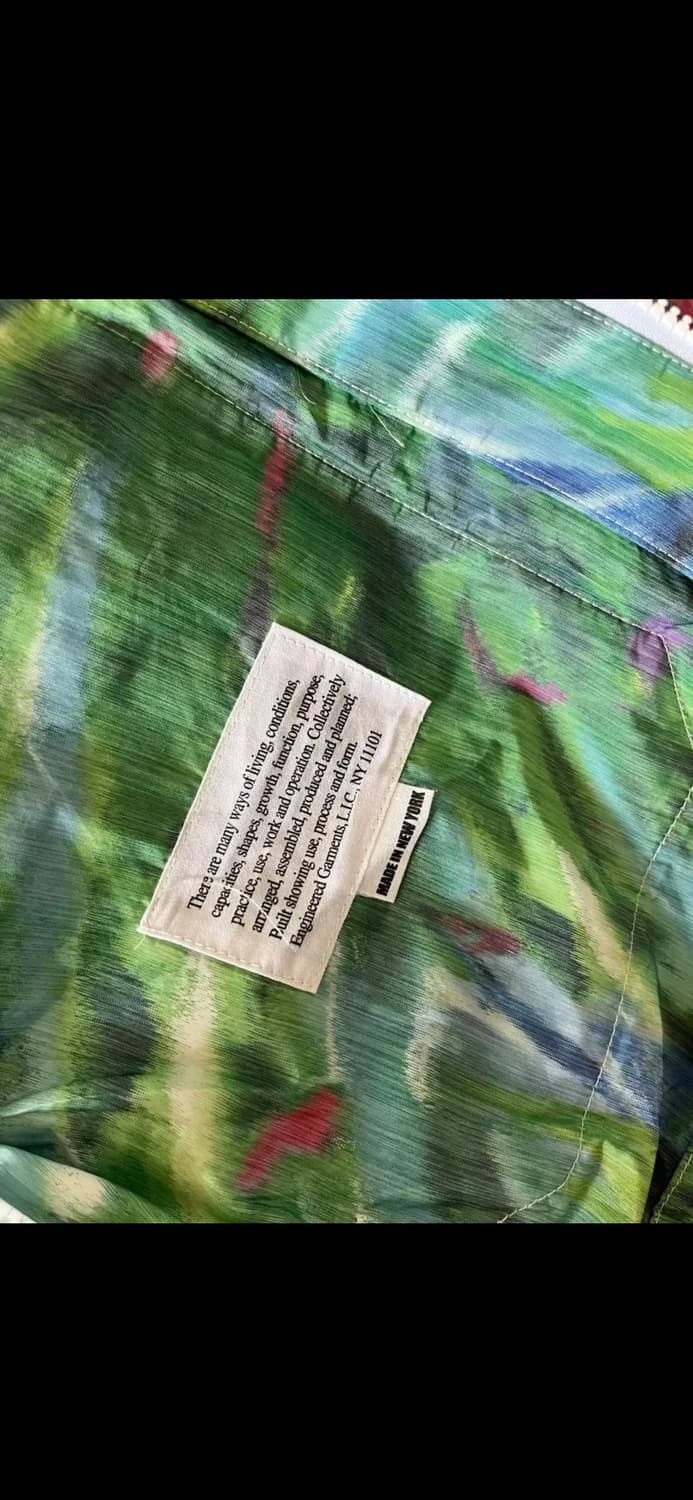 There are many ways of living, conditions,
capacities, shapes, growth, function, purpose,
practice, use, work and operation. Collectively
arranged, assembled, produced and planned;
Built showing use, process and form.
Engineered Garments, L.I.C., NY 11101
MADE IN NEW YORK